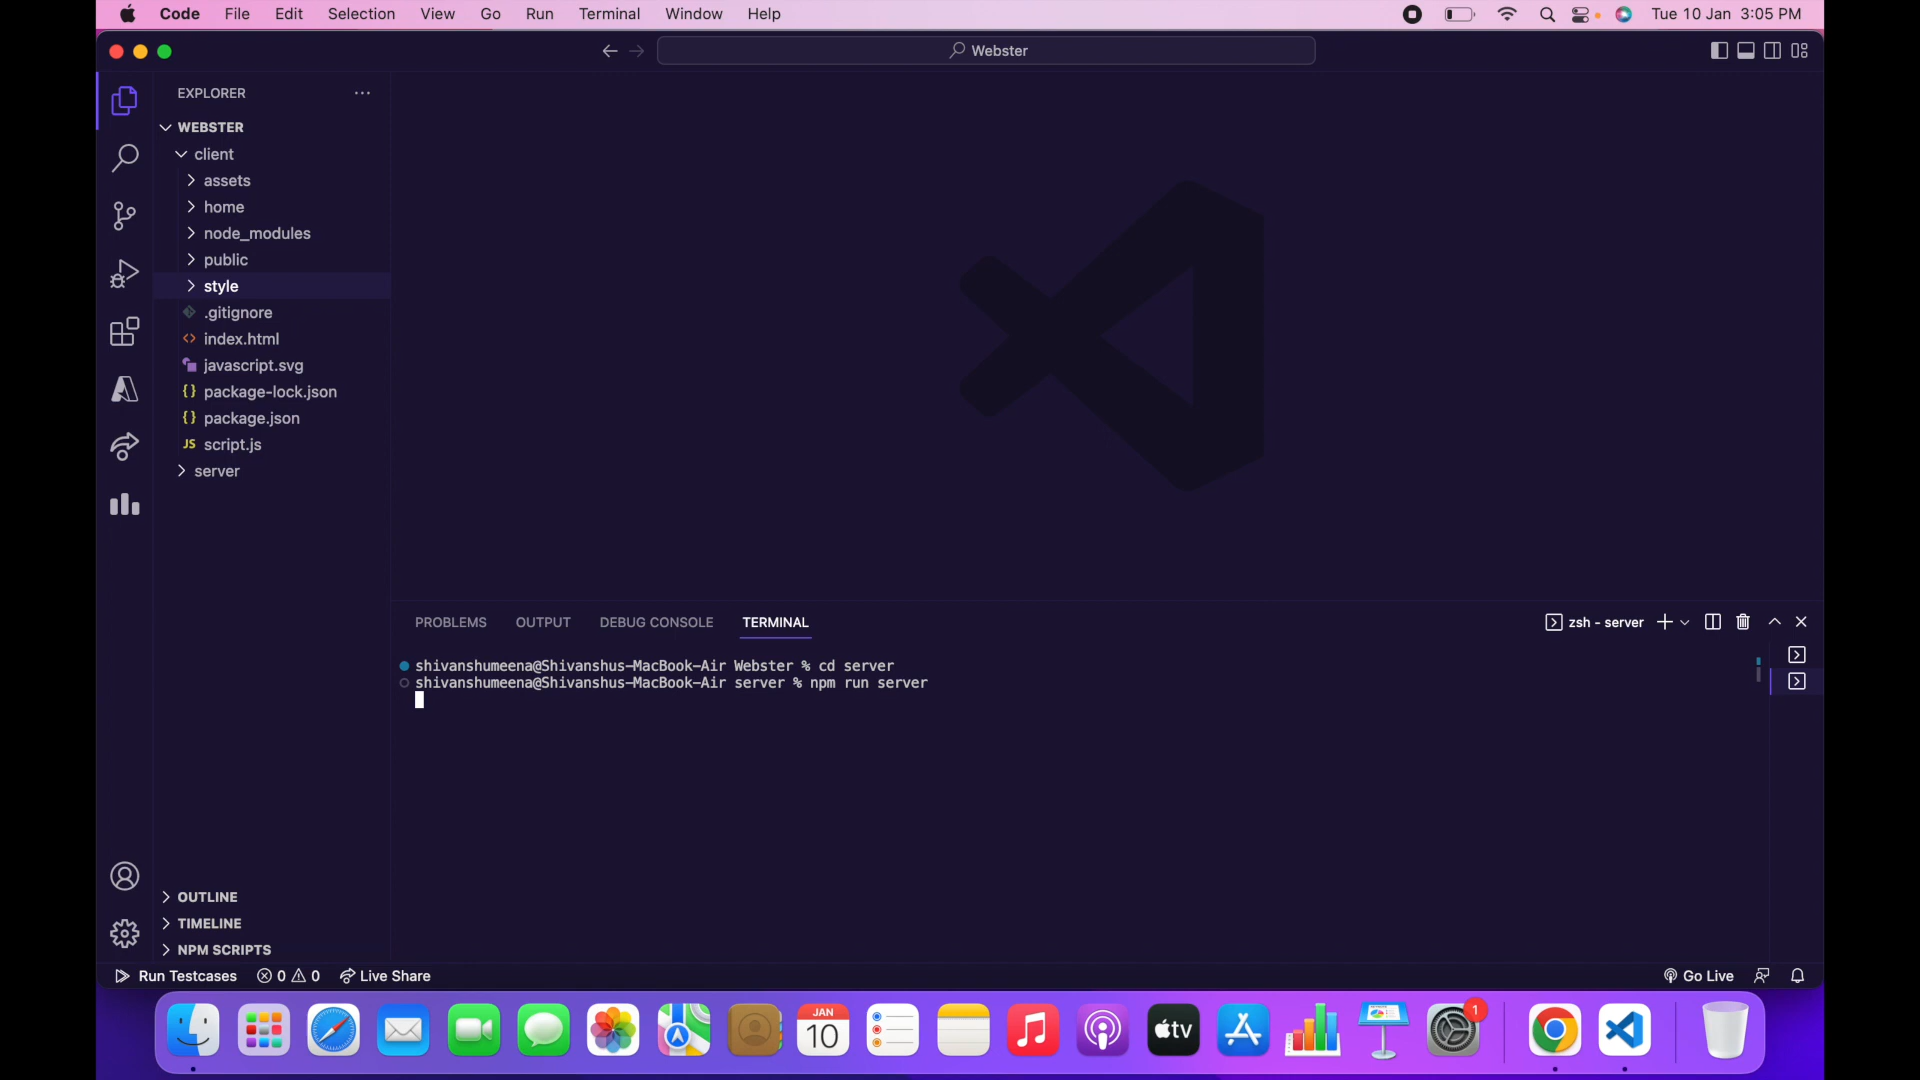 Code File Edit Selection View Go Run Terminal Window Help Tue 10 Jan 3:05 PM
Webster
EXPLORER
WEBSTER
client
assets
home
node_modules
public
style
.gitignore
<> index.html
javascript.svg
{} package-lock.json
{} package.json
JS script.js
server
PROBLEMS OUTPUT DEBUG CONSOLE TERMINAL zsh - server
shivanshumeena@Shivanshus-MacBook-Air Webster % cd server
shivanshumeena@Shivanshus-MacBook-Air server % npm run server
OUTLINE
TIMELINE
NPM SCRIPTS
Run Testcases 0 0 Live Share Go Live
JAN
10
tv
1